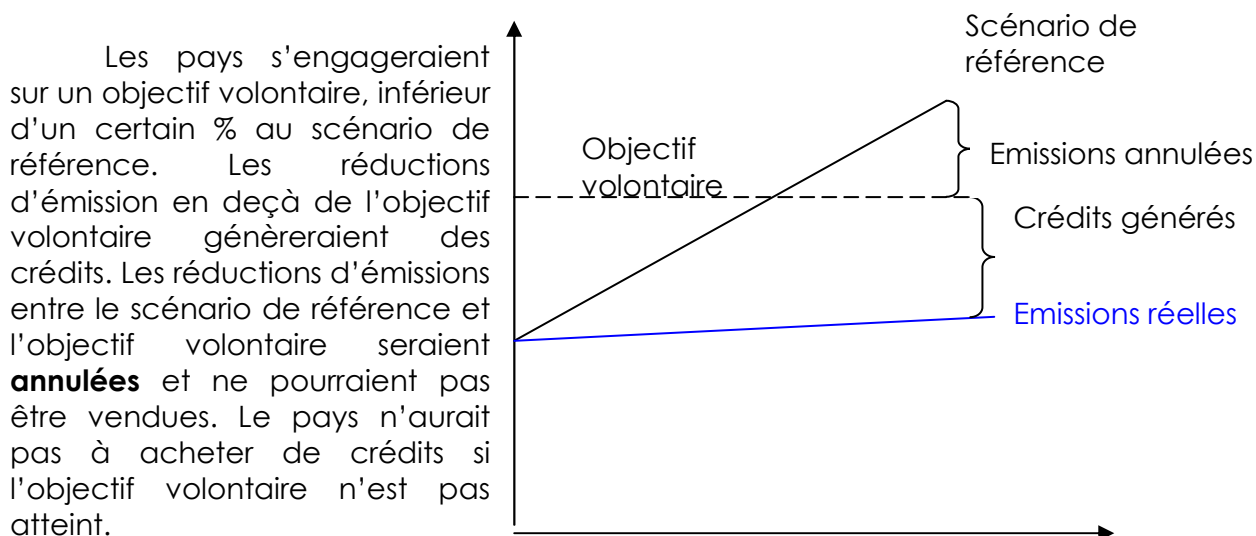 Les pays s’engageraient
sur un objectif volontaire, inférieur
d’un certain % au scénario de
référence. Les réductions
d’émission en deçà de l’objectif
volontaire génèreraient des
crédits. Les réductions d’émissions
entre le scénario de référence et
l’objectif volontaire seraient
annulées et ne pourraient pas
être vendues. Le pays n’aurait
pas à acheter de crédits si
l’objectif volontaire n’est pas
atteint.
Scénario de
référence
Objectif
volontaire
Emissions annulées
Crédits générés
Emissions réelles